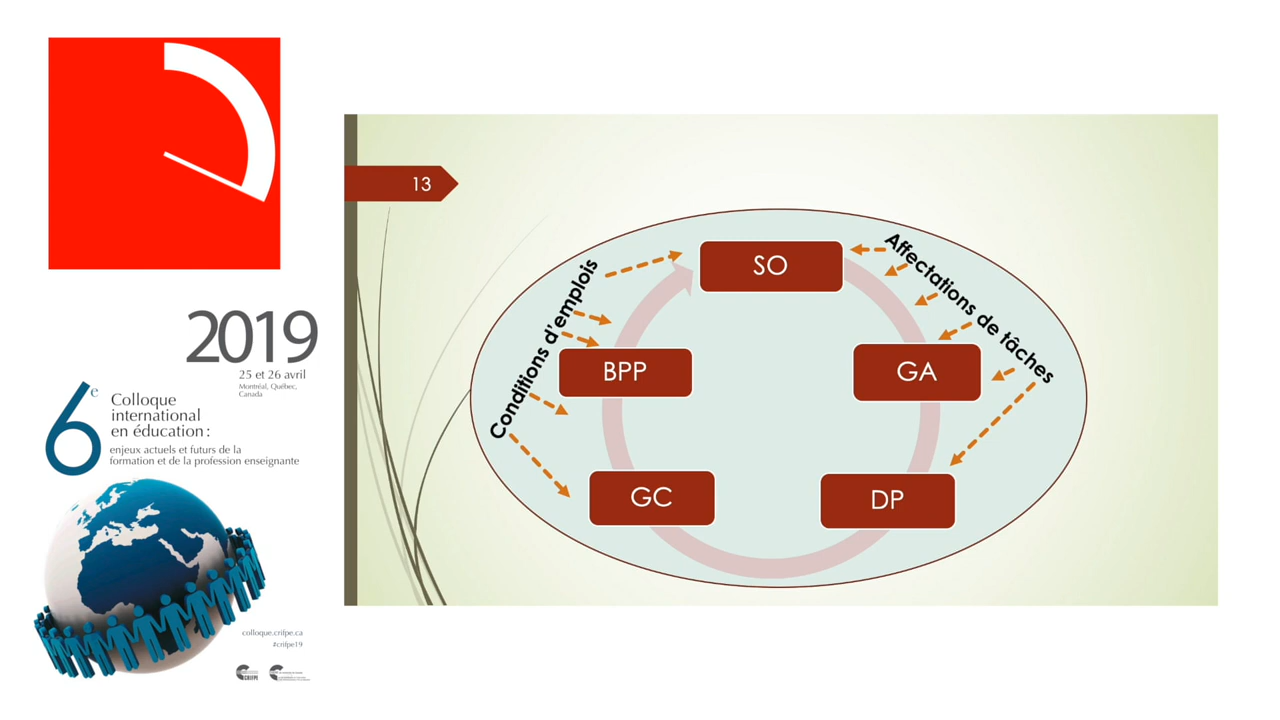 2019
25 et 26 avril
Montréal, Québec,
Canada
6e
Colloque
international
en éducation :
enjeux actuels et futurs de la
formation et de la profession enseignante
colloque.crifpe.ca
#crifpe19
CRIFPE
13
SO
Affectations de tâches
Conditions d'emplois
BPP
GA
GC
DP